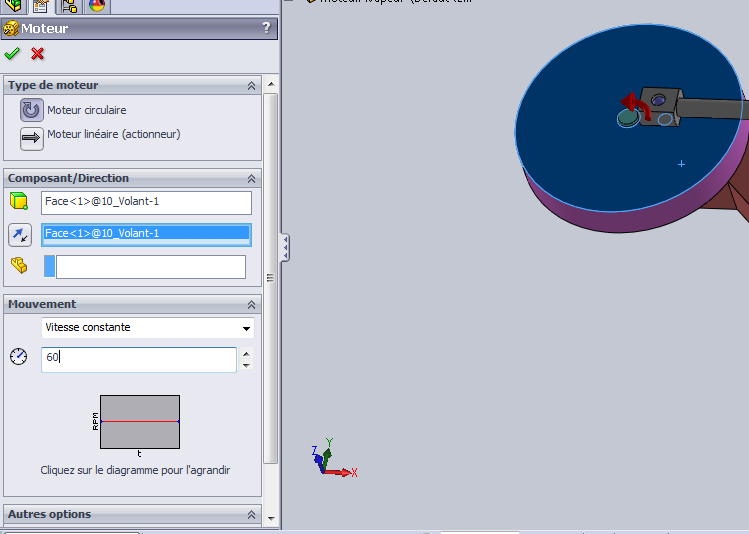 Moteur
?
Type de moteur
Moteur circulaire
Moteur linéaire (actionneur)
Composant/Direction
Face<1>@10_Volant-1
Face<1>@10_Volant-1
Mouvement
Vitesse constante
60
RPM
t
Cliquez sur le diagramme pour l'agrandir
Autres options
Y
Z
X